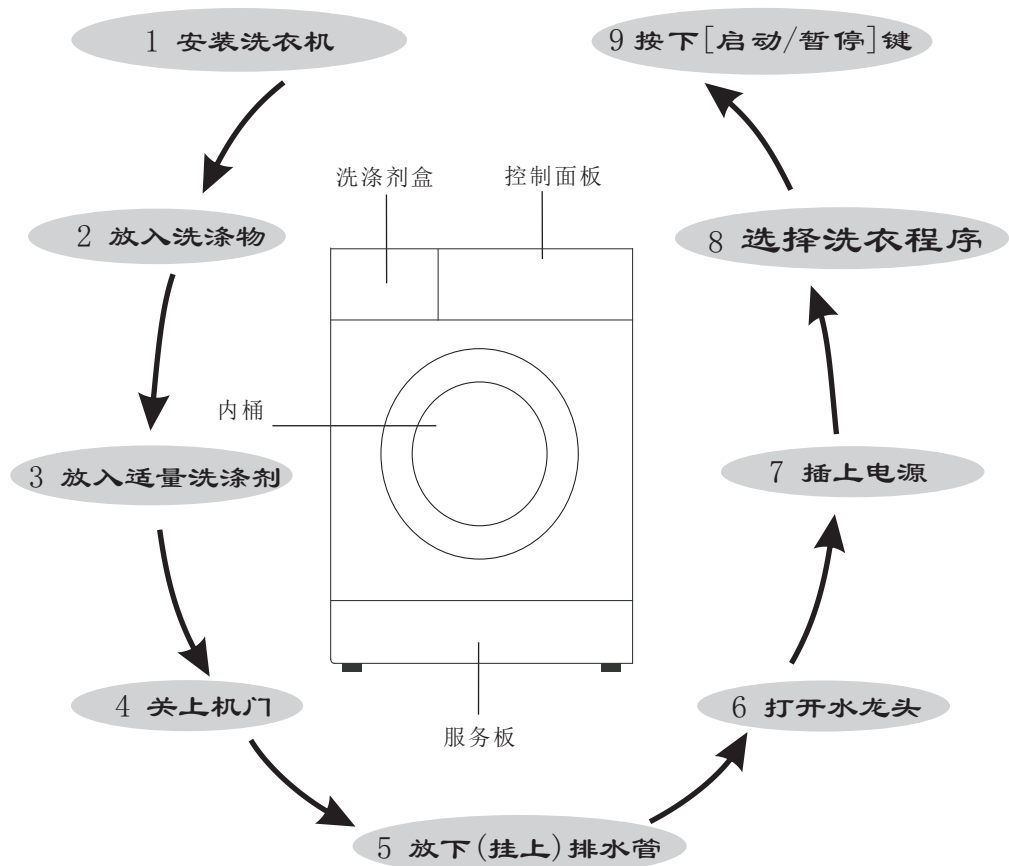 1 安装洗衣机
9 按下[启动/暂停]键
洗涤剂盒
控制面板
2 放入洗涤物
8 选择洗衣程序
内桶
3 放入适量洗涤剂
7 插上电源
4 关上机门
6 打开水龙头
服务板
5 放下(挂上)排水管